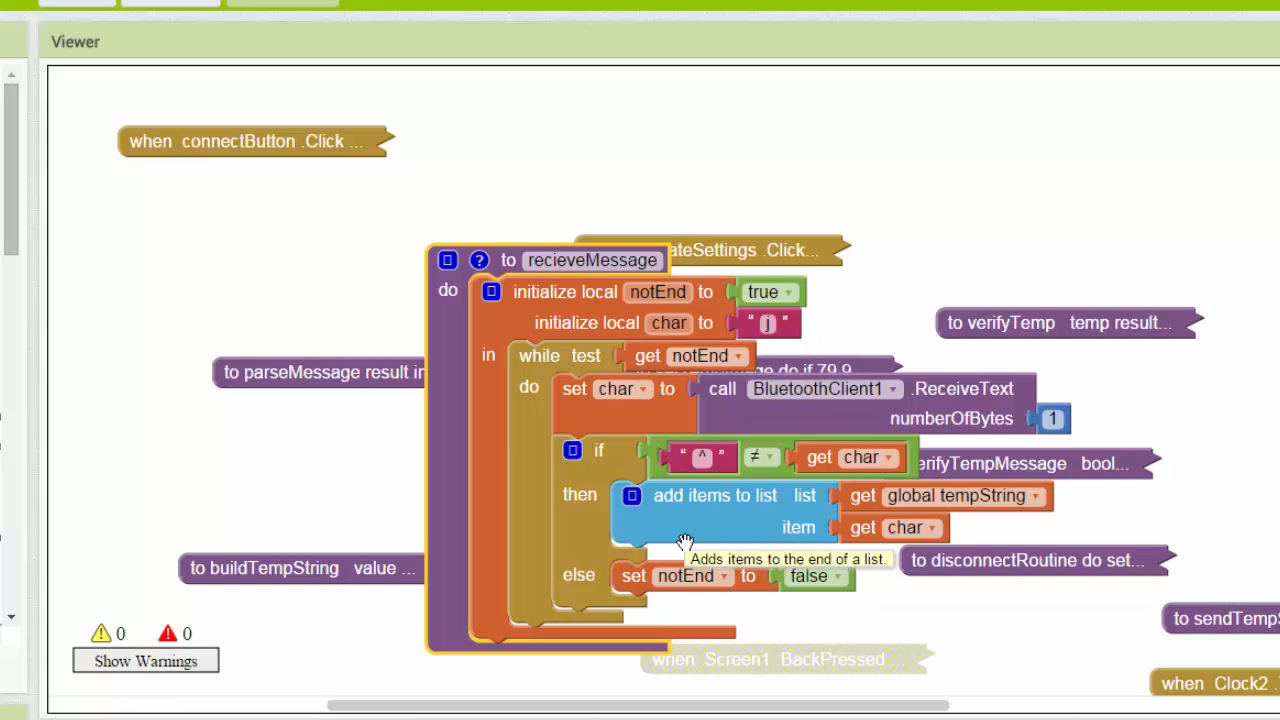 Viewer
when connectButton .Click ...
ateSettings .Click...
to recieveMessage
do
initialize local notEnd to true
initialize local char to " j "
to verifyTemp temp result...
in
while test get notEnd
do if 79.9
to parseMessage result in
do
set char to call BluetoothClient1 .ReceiveText
numberOfBytes 1
if " ^ " ≠ get char
erifyTempMessage bool...
then
add items to list list get global tempString
item get char
Adds items to the end of a list.
to disconnectRoutine do set...
to buildTempString value ...
else
set notEnd to false
to sendTemp
0 0
Show Warnings
when Screen1 BackPressed ...
when Clock2 .